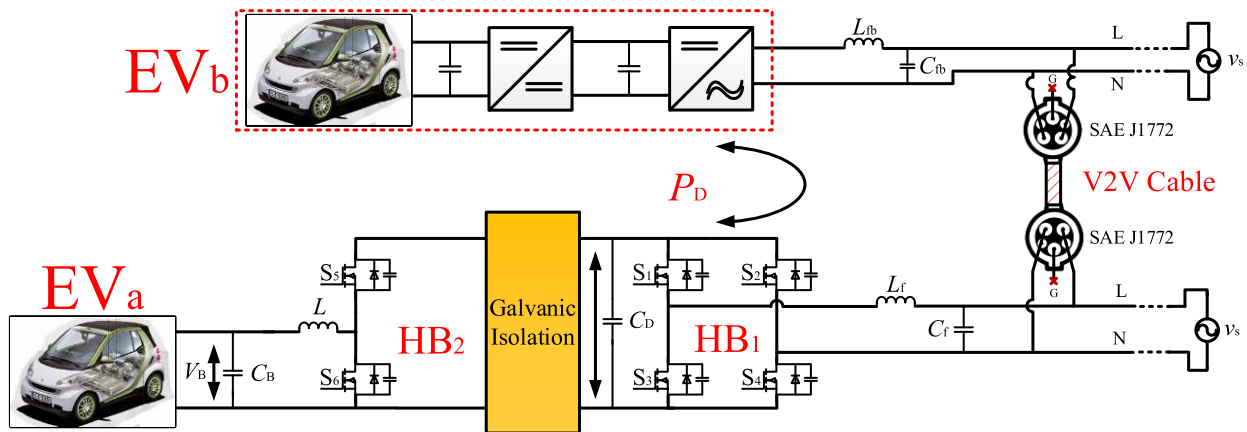 EVb
Lfb
Cfb
L
N
vs
G
SAE J1772
V2V Cable
PD
SAE J1772
G
EVa
VB
CB
L
S5
S6
HB2
Galvanic
Isolation
CD
S1
S2
S3
S4
HB1
Lf
Cf
L
N
vs